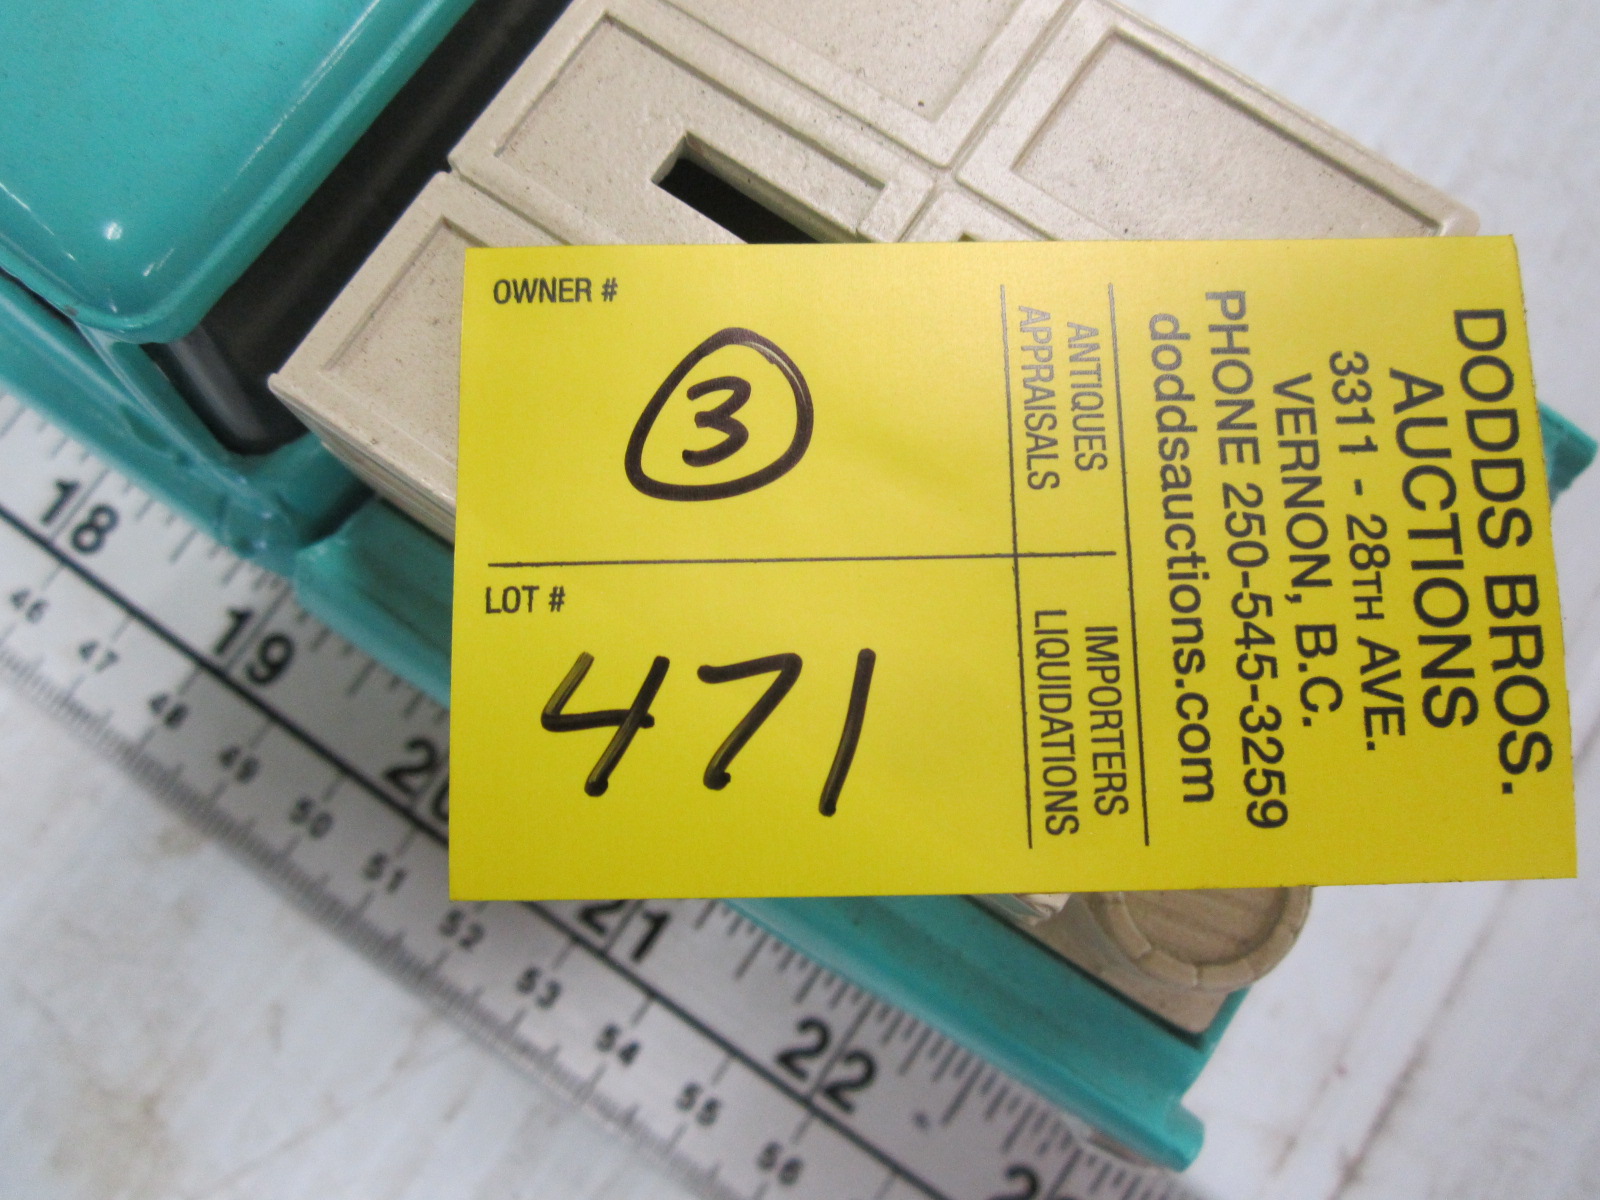 OWNER #
3
LOT #
471
DODDS BROS.
AUCTIONS
3311 - 28TH AVE.
VERNON, B.C.
PHONE 250-545-3259
doddsauctions.com
ANTIQUES
APPRAISALS
IMPORTERS
LIQUIDATIONS
18
19
21
22
46
47
48
49
50
51
52
53
54
55
56